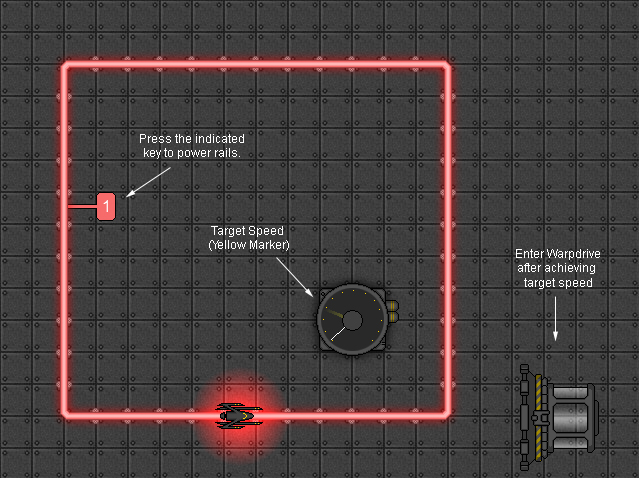 Press the indicated
key to power rails.
1
Target Speed
(Yellow Marker)
Enter Warpdrive
after achieving
target speed